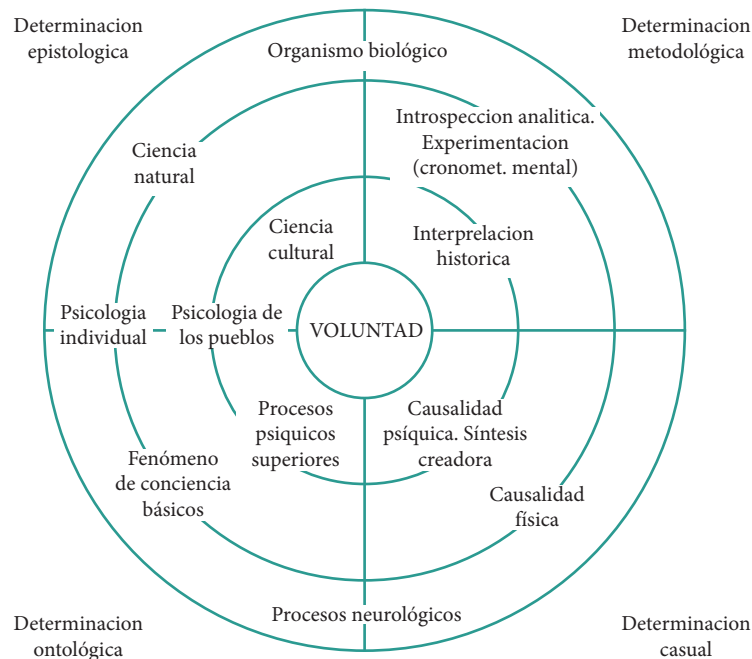 Determinacion
epistologica
Organismo biológico
Determinacion
metodológica
Introspeccion analitica.
Experimentacion
(cronomet. mental)
Ciencia
natural
Ciencia
cultural
Interprelacion
historica
Psicologia
individual
Psicologia de
los pueblos
VOLUNTAD
Procesos
psiquicos
superiores
Causalidad
psíquica. Síntesis
creadora
Fenómeno
de conciencia
básicos
Causalidad
física
Procesos neurológicos
Determinacion
ontológica
Determinacion
casual